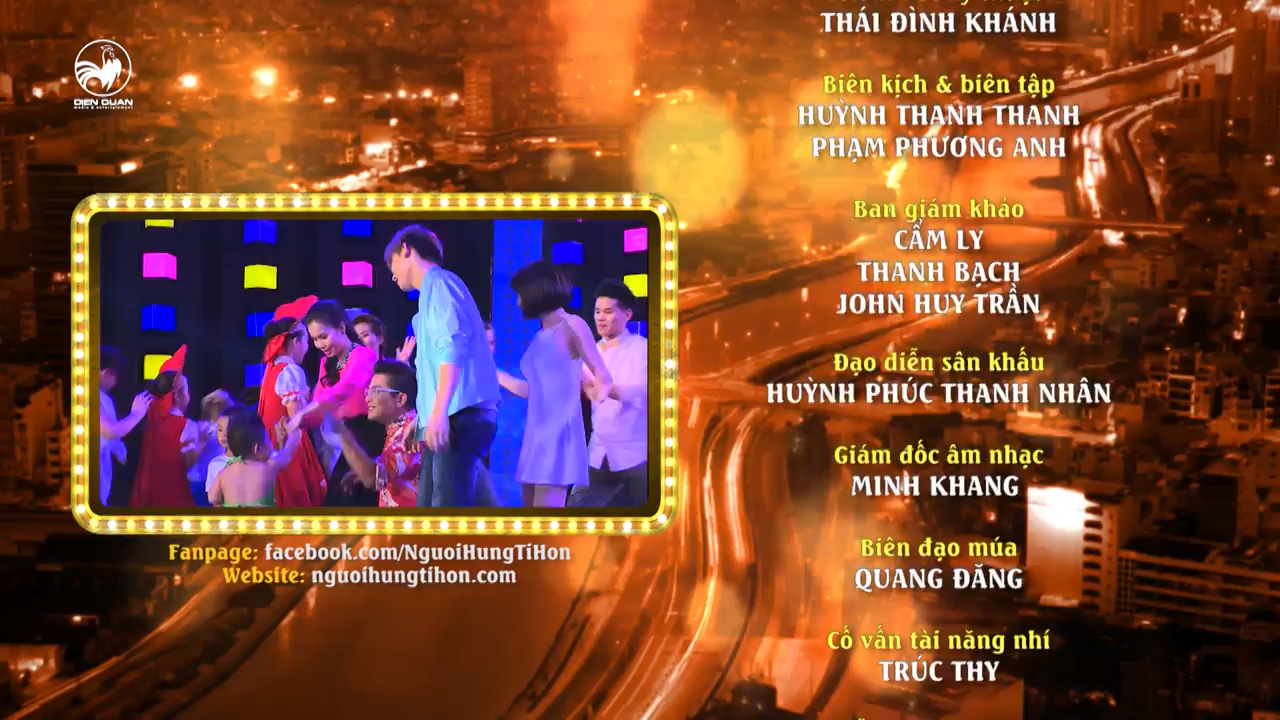 DIEN QUAN
media & entertainment
THÁI ĐÌNH KHÁNH
Biên kịch & biên tập
HUỲNH THANH THANH
PHẠM PHƯƠNG ANH
Ban giám khảo
CẨM LY
THANH BẠCH
JOHN HUY TRẦN
Đạo diễn sân khấu
HUỲNH PHÚC THANH NHÂN
Giám đốc âm nhạc
MINH KHANG
Biên đạo múa
QUANG ĐĂNG
Cố vấn tài năng nhí
TRÚC THY
Fanpage: facebook.com/NguoiHungTiHon
Website: nguoihungtihon.com